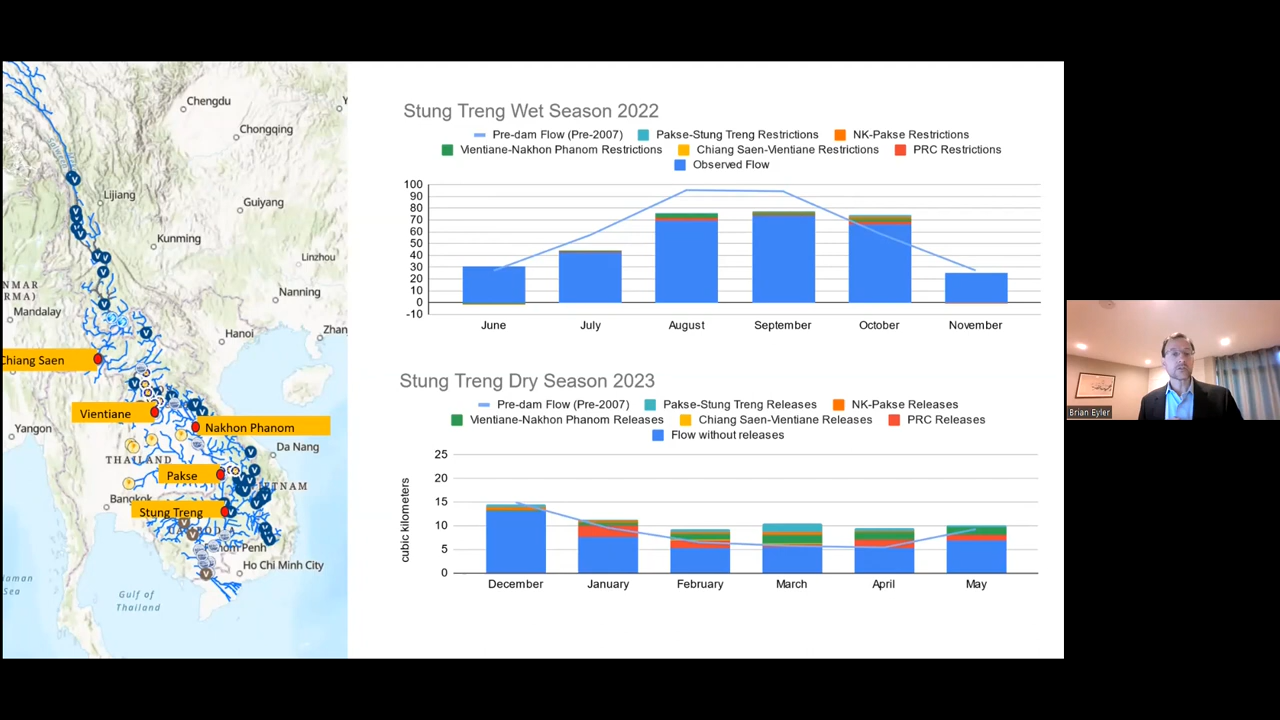 Chengdu
Chongqing
Lijiang
Guiyang
Kunming
Linzhou
NMAR
RMA)
Nanning
Mandalay
Hanoi
Zhan
Chiang Saen
Vientiane
Nakhon Phanom
Yangon
Da Nang
THAILAND
Pakse
Bangkok
Stung Treng
Ho Chi Minh City
Gulf of
Thailand
Sea
Stung Treng Wet Season 2022
Pre-dam Flow (Pre-2007) Pakse-Stung Treng Restrictions NK-Pakse Restrictions
Vientiane-Nakhon Phanom Restrictions Chiang Saen-Vientiane Restrictions PRC Restrictions
Observed Flow
100
90
80
70
60
50
40
30
20
10
0
-10
June July August September October November
Stung Treng Dry Season 2023
Pre-dam Flow (Pre-2007) Pakse-Stung Treng Releases NK-Pakse Releases
Vientiane-Nakhon Phanom Releases Chiang Saen-Vientiane Releases PRC Releases
Flow without releases
cubic kilometers
25
20
15
10
5
0
December January February March April May
Brian Eyler